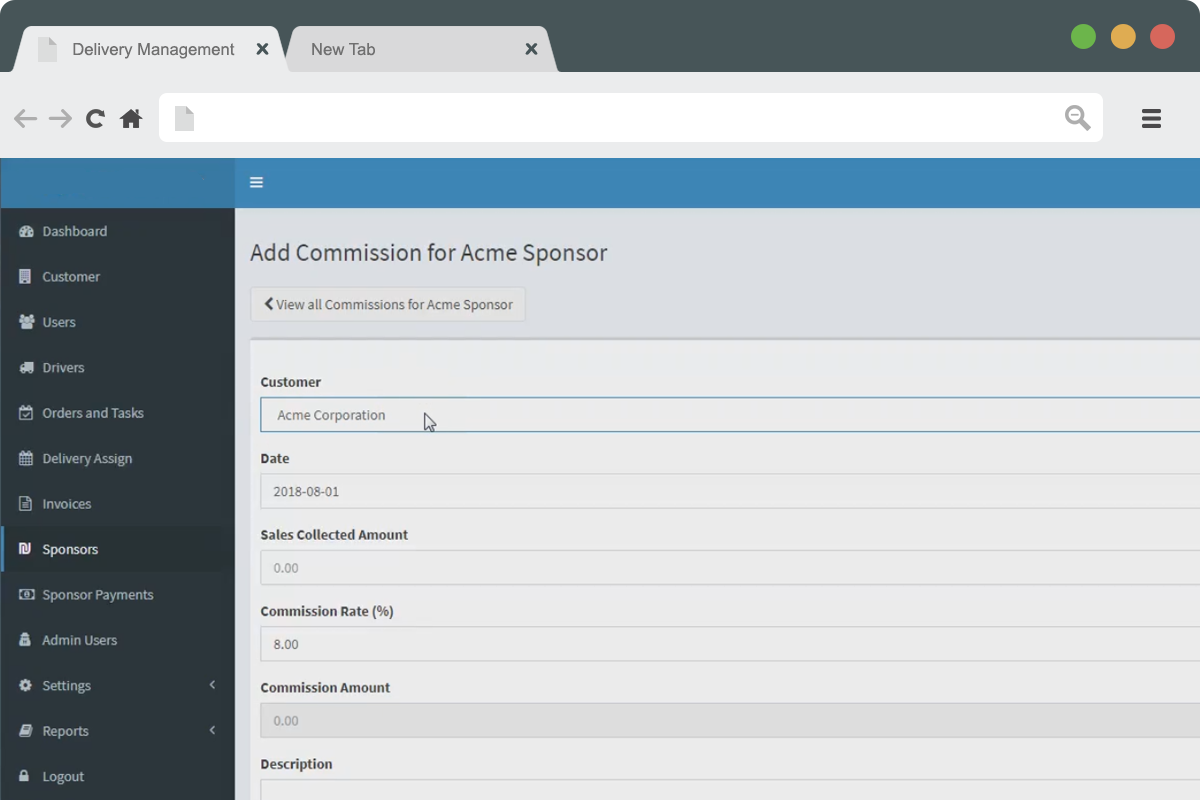 Delivery Management
New Tab
Dashboard
Customer
Users
Drivers
Orders and Tasks
Delivery Assign
Invoices
Sponsors
Sponsor Payments
Admin Users
Settings
Reports
Logout
Add Commission for Acme Sponsor
View all Commissions for Acme Sponsor
Customer
Acme Corporation
Date
2018-08-01
Sales Collected Amount
0.00
Commission Rate (%)
8.00
Commission Amount
0.00
Description